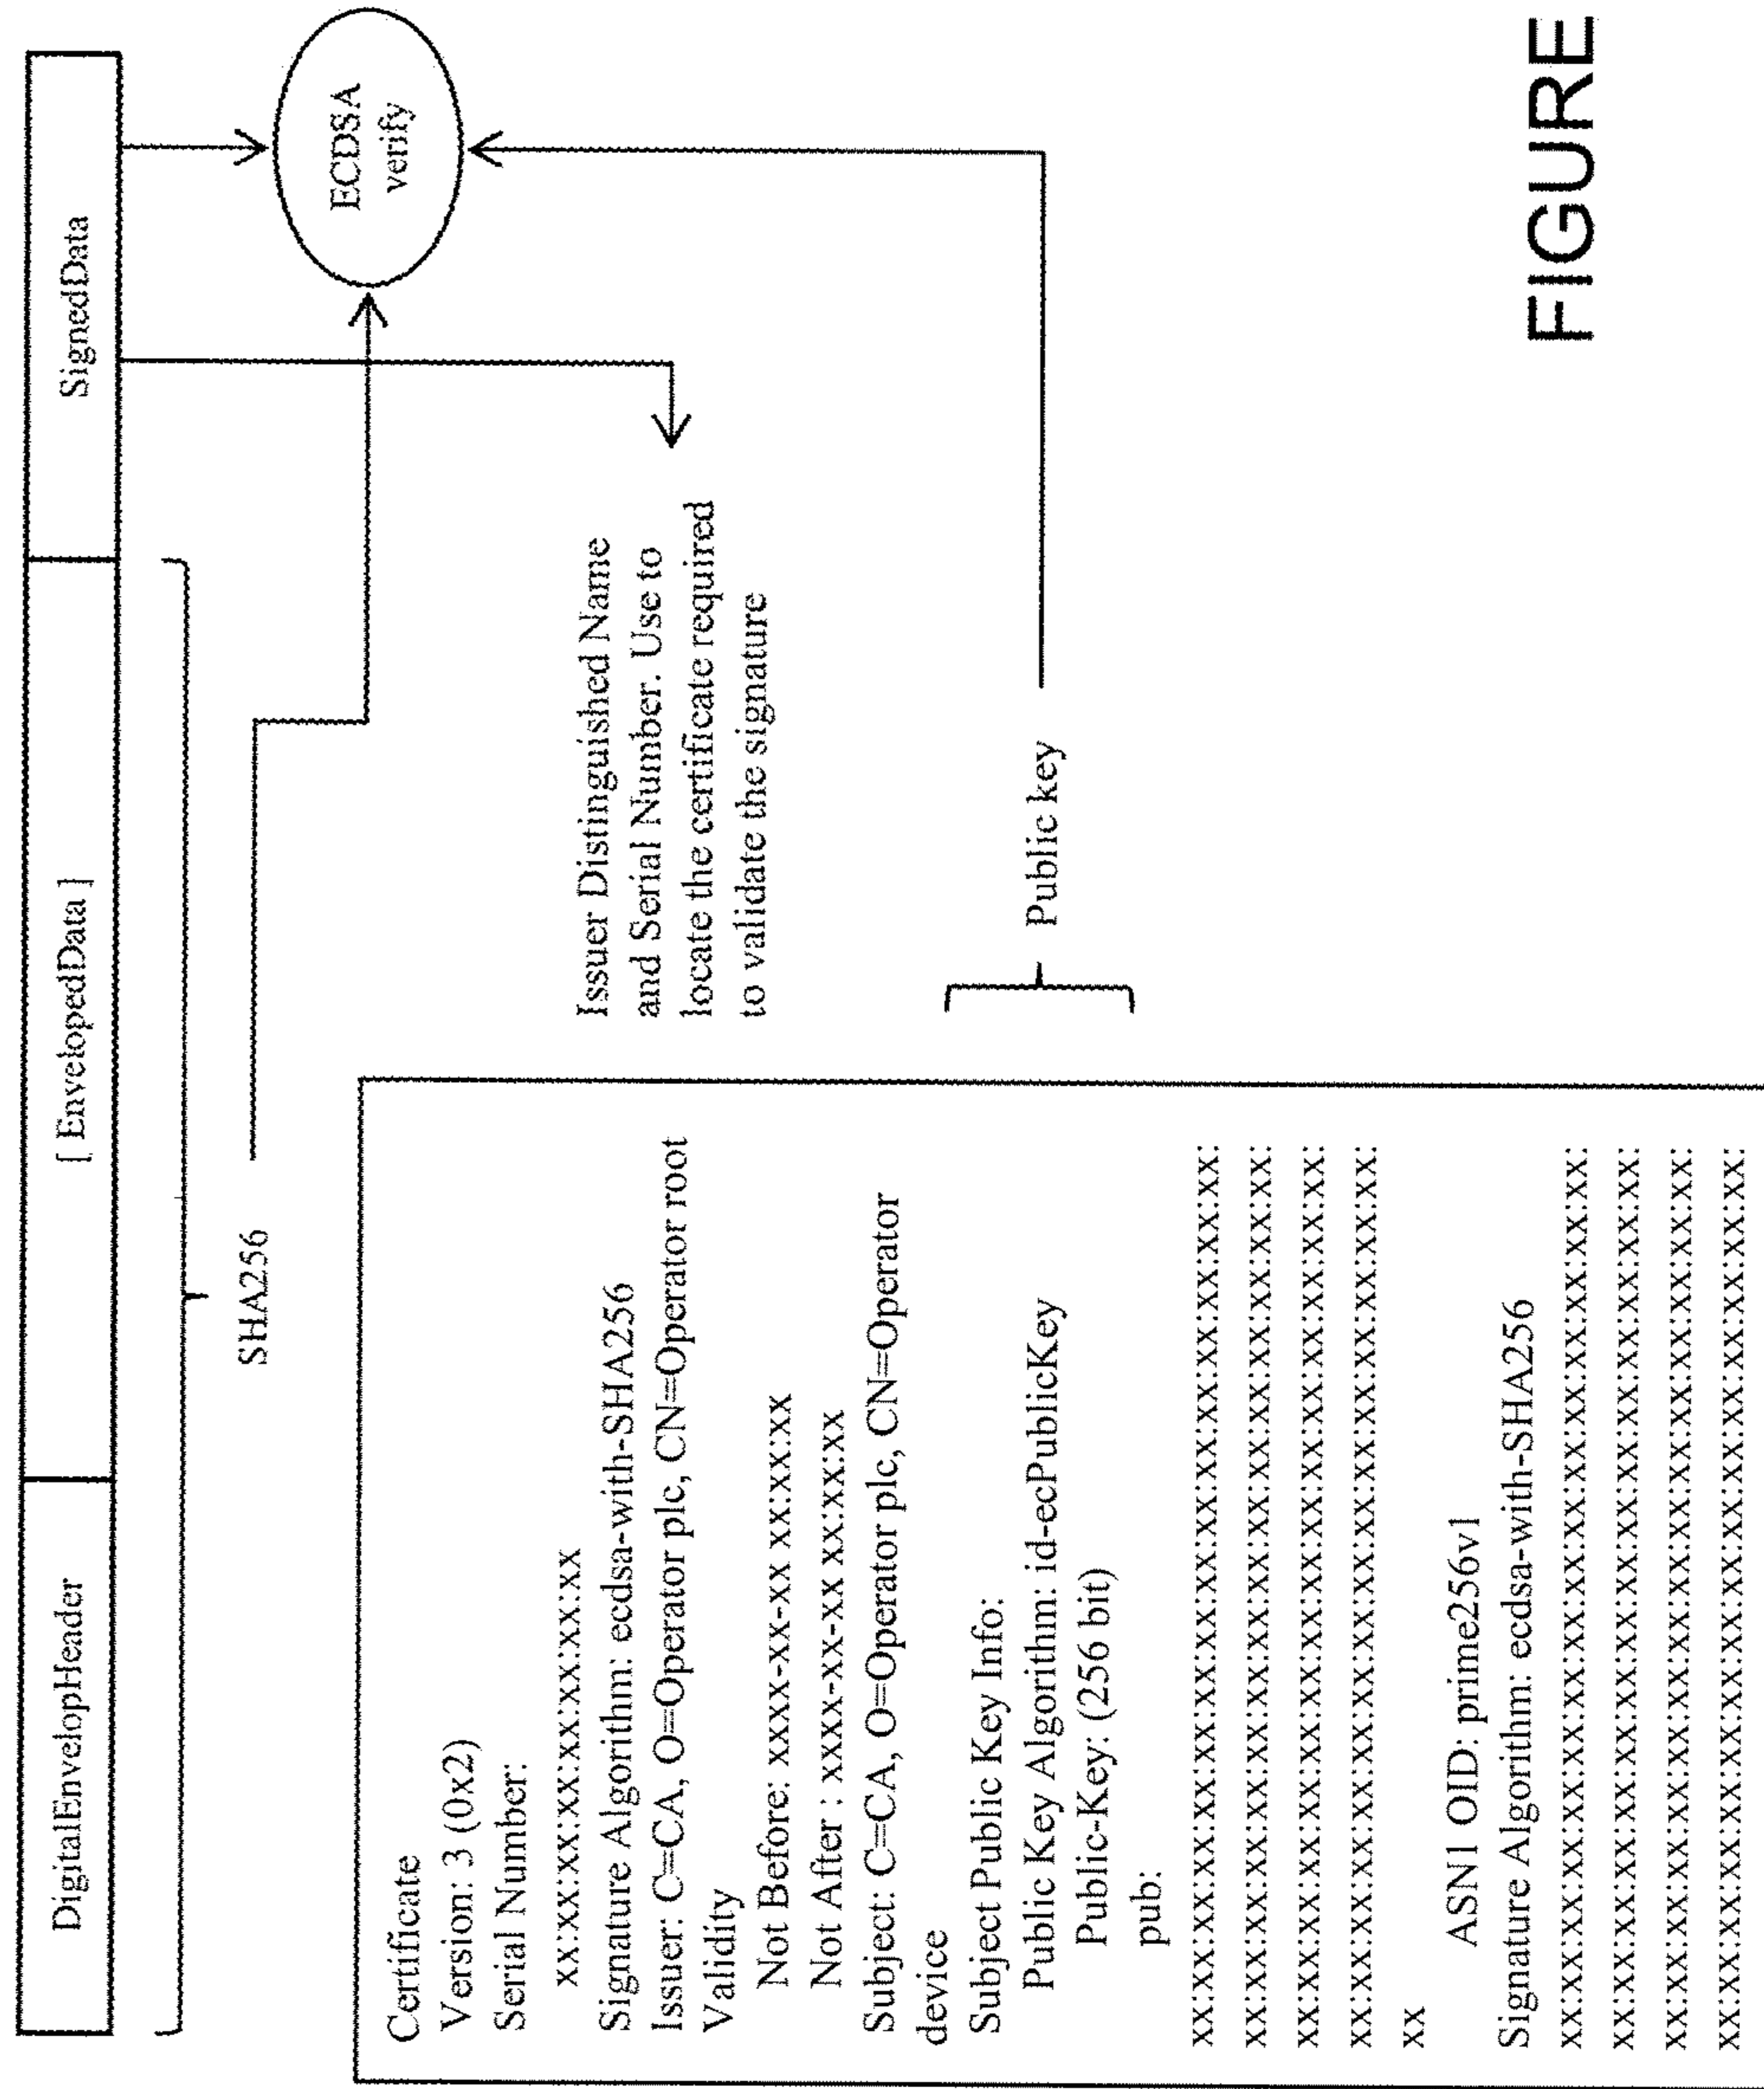 DigitalEnvelopHeader
[ EnvelopedData ]
SignedData
SHA256
ECDSA
verify
Issuer Distinguished Name
and Serial Number. Use to
locate the certificate required
to validate the signature
Public key
Certificate
Version: 3 (0x2)
Serial Number:
xx:xx:xx:xx:xx:xx:xx:xx
Signature Algorithm: ecdsa-with-SHA256
Issuer: C=CA, O=Operator plc, CN=Operator root
Validity
Not Before: xxxx-xx-xx xx:xx:xx
Not After : xxxx-xx-xx xx:xx:xx
Subject: C=CA, O=Operator plc, CN=Operator
device
Subject Public Key Info:
Public Key Algorithm: id-ecPublicKey
Public-Key: (256 bit)
pub:
xx:xx:xx:xx:xx:xx:xx:xx:xx:xx:xx:xx:xx:xx:xx:xx:
xx:xx:xx:xx:xx:xx:xx:xx:xx:xx:xx:xx:xx:xx:xx:xx:
xx:xx:xx:xx:xx:xx:xx:xx:xx:xx:xx:xx:xx:xx:xx:xx:
xx:xx:xx:xx:xx:xx:xx:xx:xx:xx:xx:xx:xx:xx:xx:xx:
xx
ASN1 OID: prime256v1
Signature Algorithm: ecdsa-with-SHA256
xx:xx:xx:xx:xx:xx:xx:xx:xx:xx:xx:xx:xx:xx:xx:xx:
xx:xx:xx:xx:xx:xx:xx:xx:xx:xx:xx:xx:xx:xx:xx:xx:
xx:xx:xx:xx:xx:xx:xx:xx:xx:xx:xx:xx:xx:xx:xx:xx:
xx:xx:xx:xx:xx:xx:xx:xx:xx:xx:xx:xx:xx:xx:xx:xx:
FIGURE